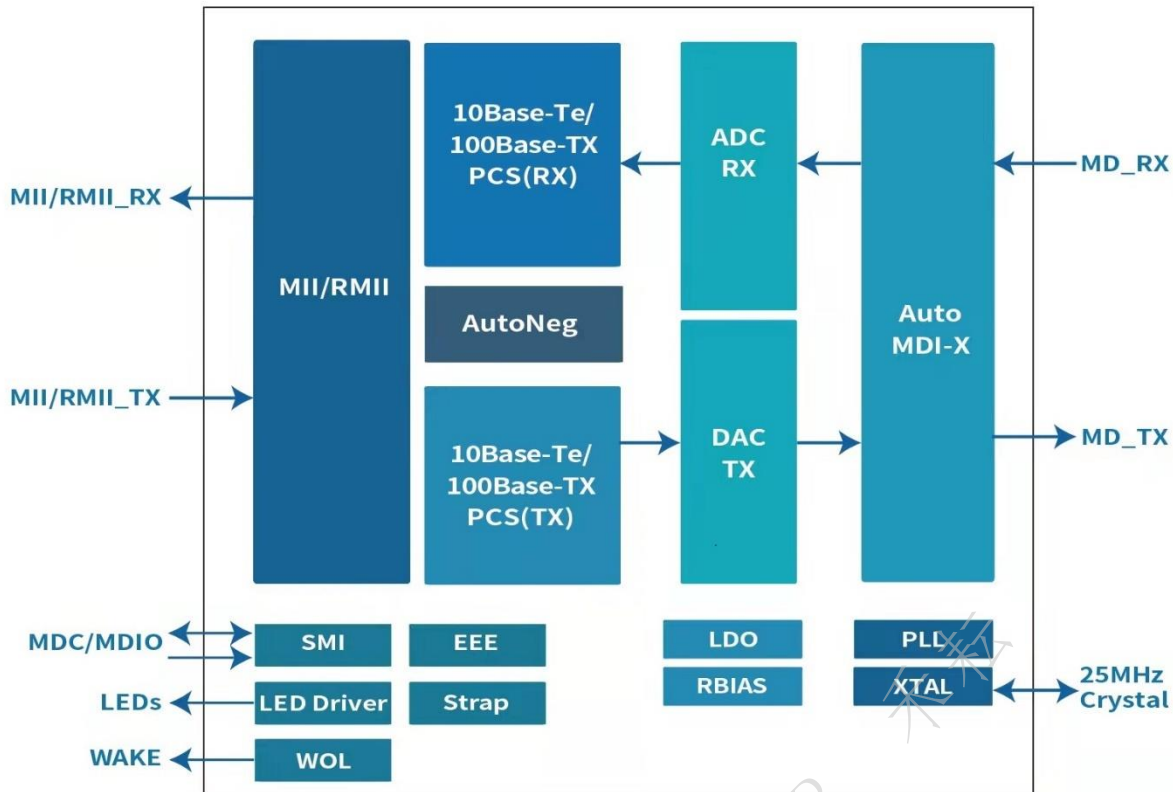 10Base-Te/
100Base-TX
PCS(RX)
ADC
RX
MD_RX
MII/RMII_RX
MII/RMII
AutoNeg
Auto
MDI-X
MII/RMII_TX
10Base-Te/
100Base-TX
PCS(TX)
DAC
TX
MD_TX
MDC/MDIO
SMI
EEE
LDO
PLL
LEDs
LED Driver
Strap
RBIAS
XTAL
25MHz
Crystal
WAKE
WOL